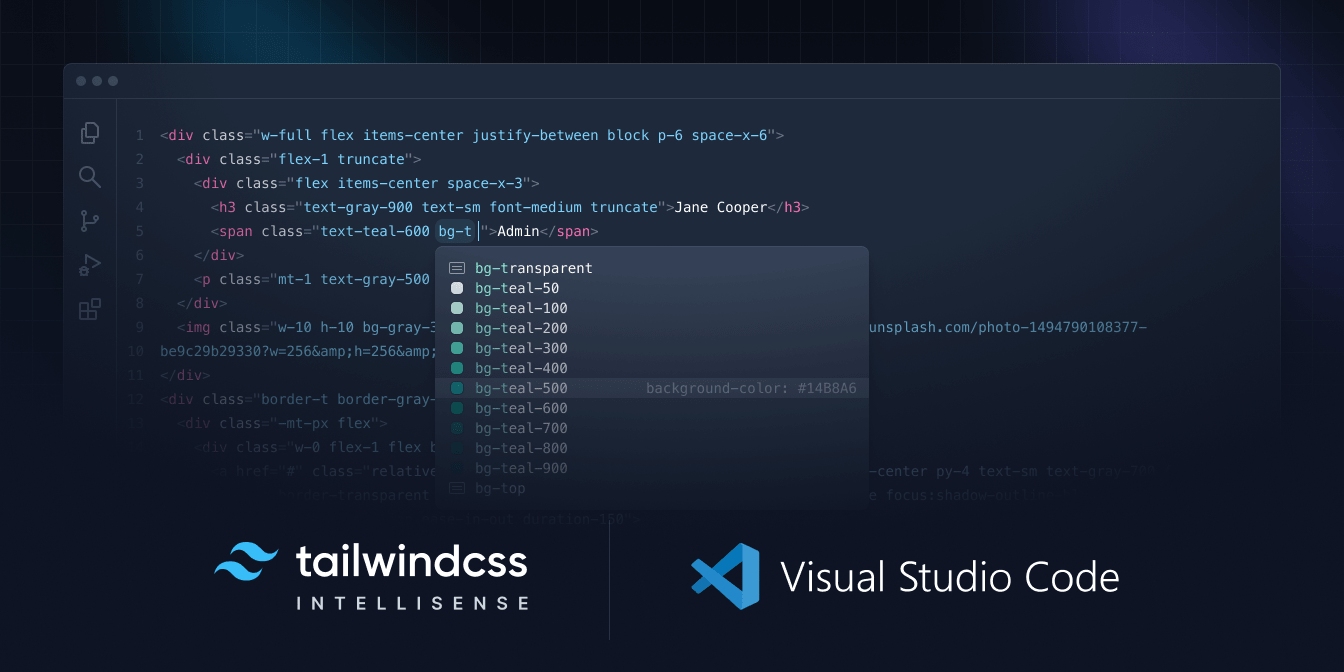 1 <div class="w-full flex items-center justify-between block p-6 space-x-6">
2 <div class="flex-1 truncate">
3 <div class="flex items-center space-x-3">
4 <h3 class="text-gray-900 text-sm font-medium truncate">Jane Cooper</h3>
5 <span class="text-teal-600 bg-t ">Admin</span>
6 </div>
7 <p class="mt-1 text-gray-500
8 </div>
9 <img class="w-10 h-10 bg-gray-3 unsplash.com/photo-1494790108377-
10 be9c29b29330?w=256&amp;h=256&amp;
11 </div>
12 <div class="border-t border-gray-
13 <div class="-mt-px flex">
<div class="w-0 flex-1 flex b
href="#" class="relative -center py-4 text-sm text-gray-70
border-transparent e focus:shadow-outline-
duration-150">
bg-transparent
bg-teal-50
bg-teal-100
bg-teal-200
bg-teal-300
bg-teal-400
bg-teal-500 background-color: #14B8A6
bg-teal-600
bg-teal-700
bg-teal-800
bg-teal-900
bg-top
tailwindcss
INTELLISENSE
Visual Studio Code